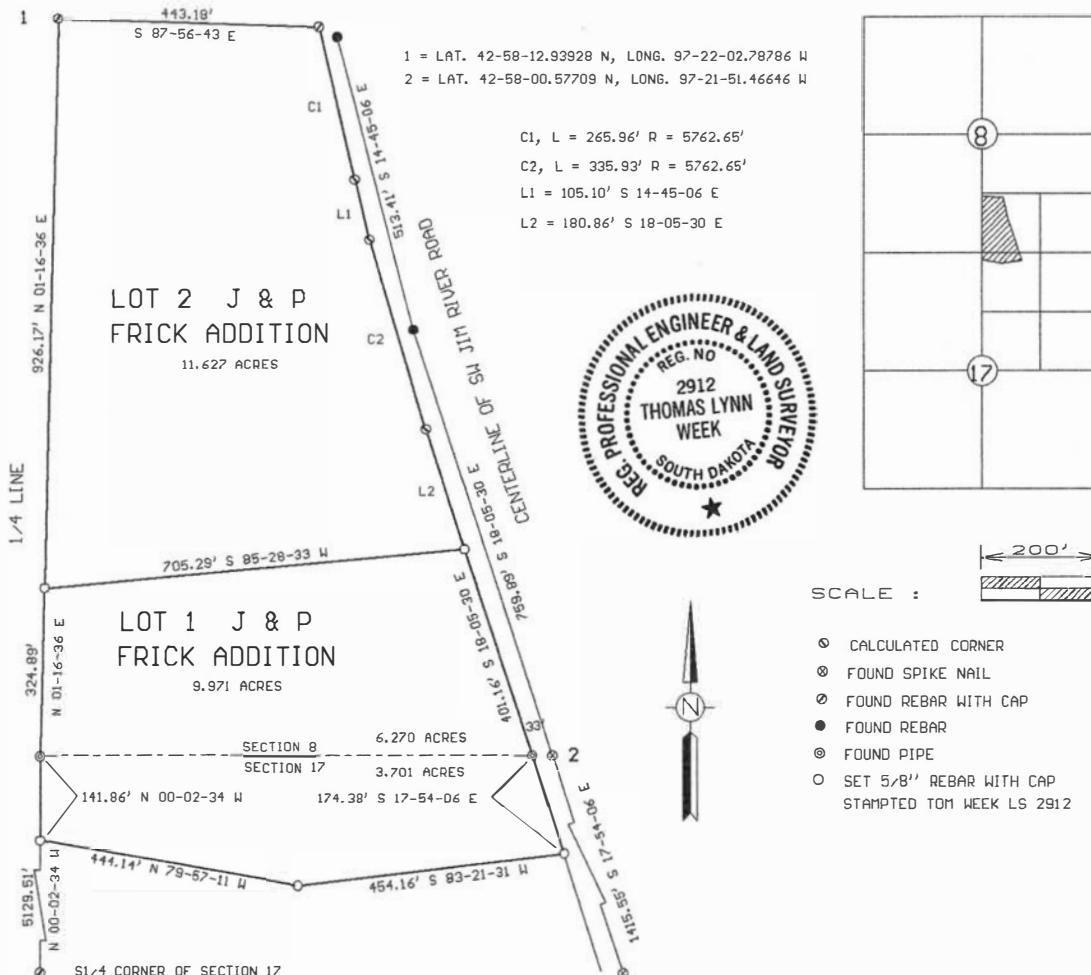 1
443.18'
S 87-56-43 E
1 = LAT. 42-58-12.93928 N, LONG. 97-22-02.78786 W
2 = LAT. 42-58-00.57709 N, LONG. 97-21-51.46646 W
C1, L = 265.96' R = 5762.65'
C2, L = 335.93' R = 5762.65'
L1 = 105.10' S 14-45-06 E
L2 = 180.86' S 18-05-30 E
C1
L1
C2
L2
513.41' S 14-45-06 E
CENTERLINE OF SW JIM RIVER ROAD
759.89' S 18-05-30 E
926.17' N 01-16-36 E
1/4 LINE
LOT 2 J & P
FRICK ADDITION
11.627 ACRES
705.29' S 85-28-33 W
LOT 1 J & P
FRICK ADDITION
9.971 ACRES
324.89'
N 01-16-36 E
401.16' S 18-05-30 E
33'
SECTION 8
6.270 ACRES
SECTION 17
3.701 ACRES
2
141.86' N 00-02-34 W
174.38' S 17-54-06 E
444.14' N 79-57-11 W
454.16' S 83-21-31 W
5129.51'
N 00-02-34 W
1415.55' S 17-54-06 E
S1/4 CORNER OF SECTION 17
REG. PROFESSIONAL ENGINEER & LAND SURVEYOR
REG. NO
2912
THOMAS LYNN
WEEK
SOUTH DAKOTA
8
17
N
200'
SCALE :
CALCULATED CORNER
FOUND SPIKE NAIL
FOUND REBAR WITH CAP
FOUND REBAR
FOUND PIPE
SET 5/8'' REBAR WITH CAP
STAMPTED TOM WEEK LS 2912